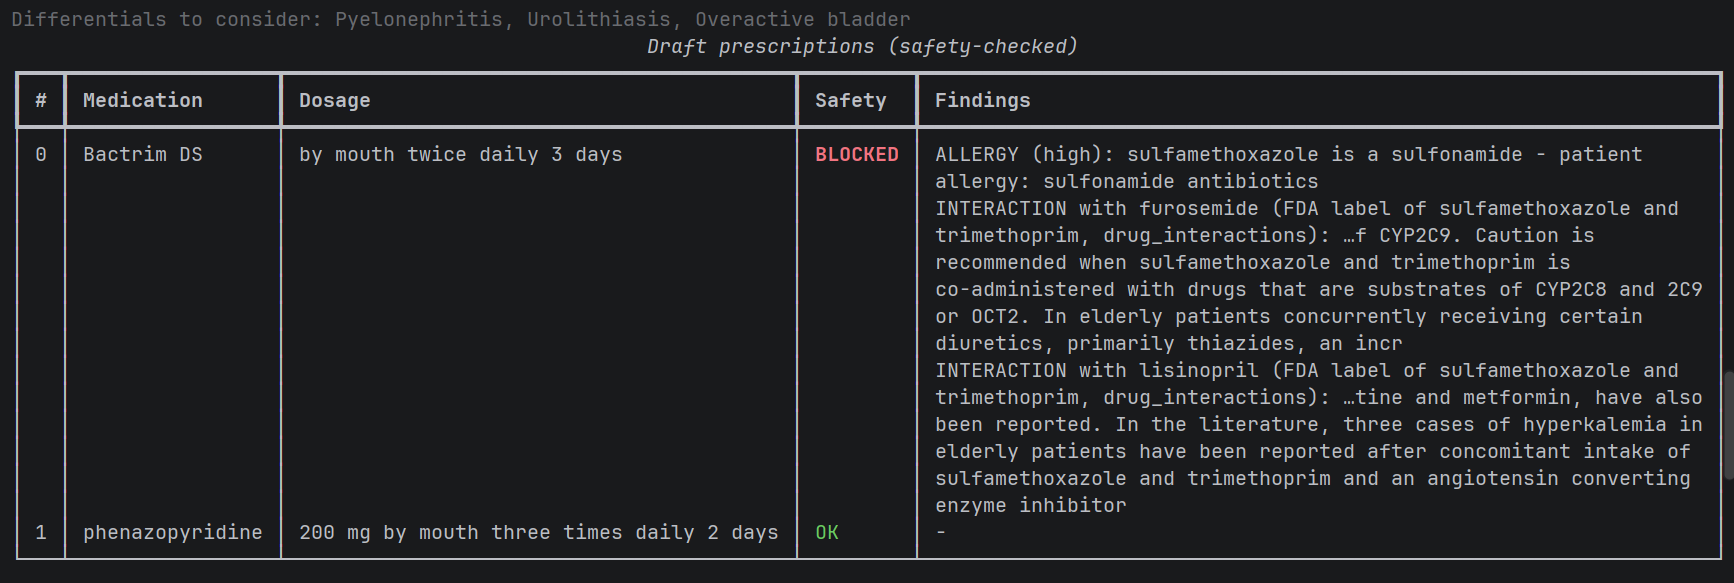 Differentials to consider: Pyelonephritis, Urolithiasis, Overactive bladder
Draft prescriptions (safety-checked)
# Medication Dosage Safety Findings
0 Bactrim DS by mouth twice daily 3 days BLOCKED ALLERGY (high): sulfamethoxazole is a sulfonamide - patient
allergy: sulfonamide antibiotics
INTERACTION with furosemide (FDA label of sulfamethoxazole and
trimethoprim, drug_interactions): …f CYP2C9. Caution is
recommended when sulfamethoxazole and trimethoprim is
co-administered with drugs that are substrates of CYP2C8 and 2C9
or OCT2. In elderly patients concurrently receiving certain
diuretics, primarily thiazides, an incr
INTERACTION with lisinopril (FDA label of sulfamethoxazole and
trimethoprim, drug_interactions): …tine and metformin, have also
been reported. In the literature, three cases of hyperkalemia in
elderly patients have been reported after concomitant intake of
sulfamethoxazole and trimethoprim and an angiotensin converting
enzyme inhibitor
1 phenazopyridine 200 mg by mouth three times daily 2 days OK -